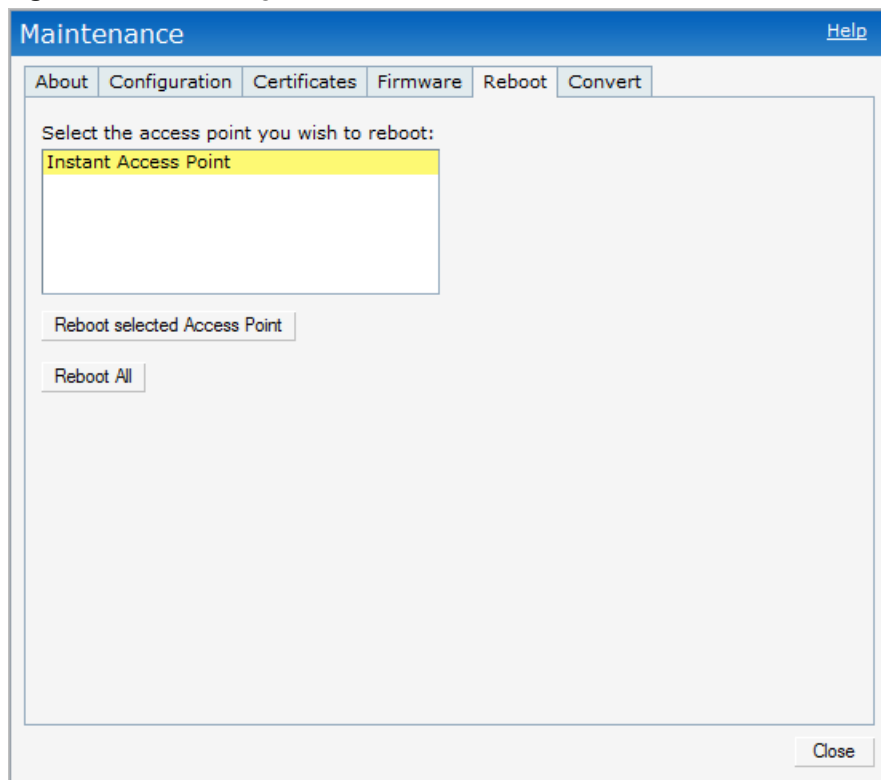 Maintenance Help
About Configuration Certificates Firmware Reboot Convert
Select the access point you wish to reboot:
Instant Access Point
Reboot selected Access Point
Reboot All
Close